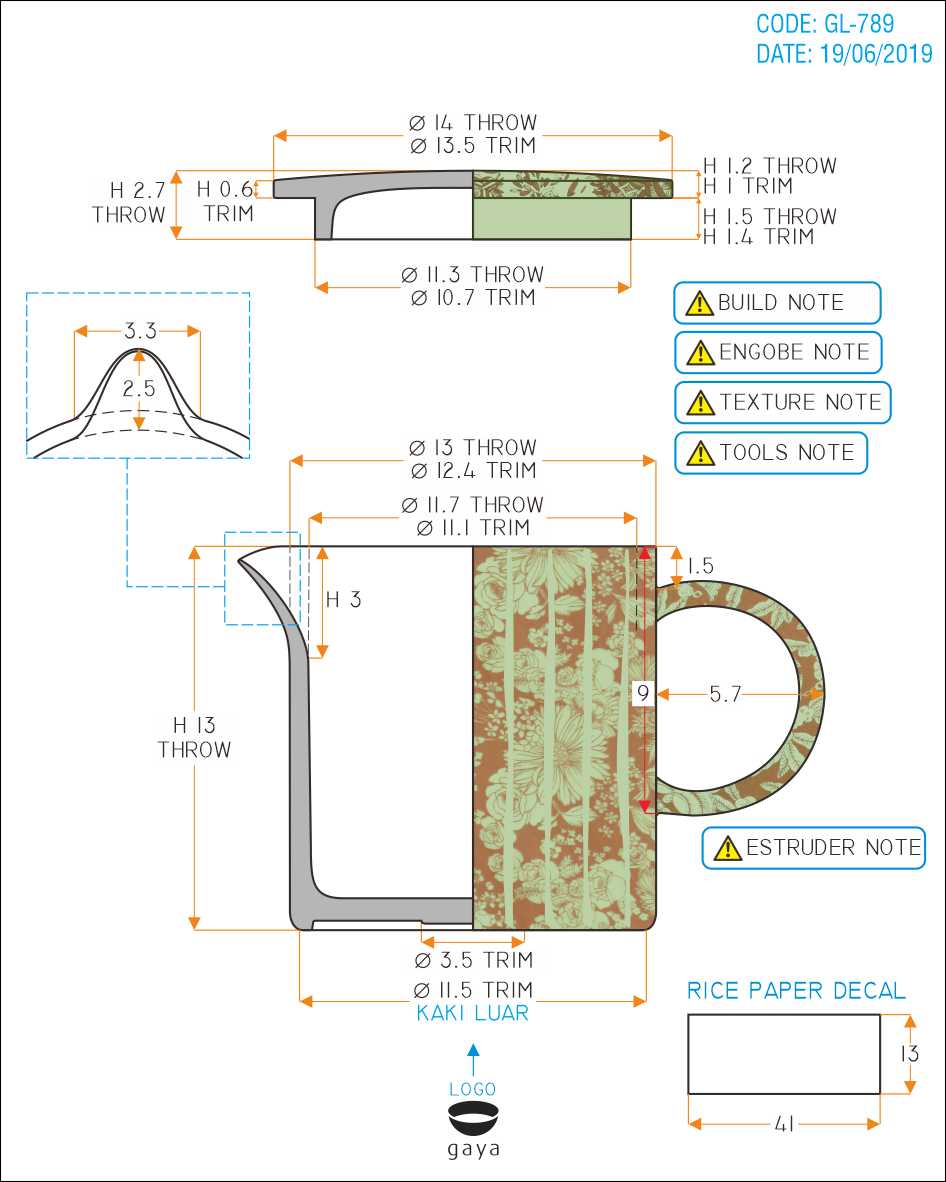 CODE: GL-789
DATE: 19/06/2019
Ø 14 THROW
Ø 13.5 TRIM
H 2.7
THROW
H 0.6
TRIM
H 1.2 THROW
H 1 TRIM
H 1.5 THROW
H 1.4 TRIM
Ø 11.3 THROW
Ø 10.7 TRIM
BUILD NOTE
ENGOBE NOTE
TEXTURE NOTE
TOOLS NOTE
3.3
2.5
Ø 13 THROW
Ø 12.4 TRIM
Ø 11.7 THROW
Ø 11.1 TRIM
H 3
1.5
9
5.7
H 13
THROW
ESTRUDER NOTE
Ø 3.5 TRIM
Ø 11.5 TRIM
KAKI LUAR
RICE PAPER DECAL
13
41
LOGO
gaya